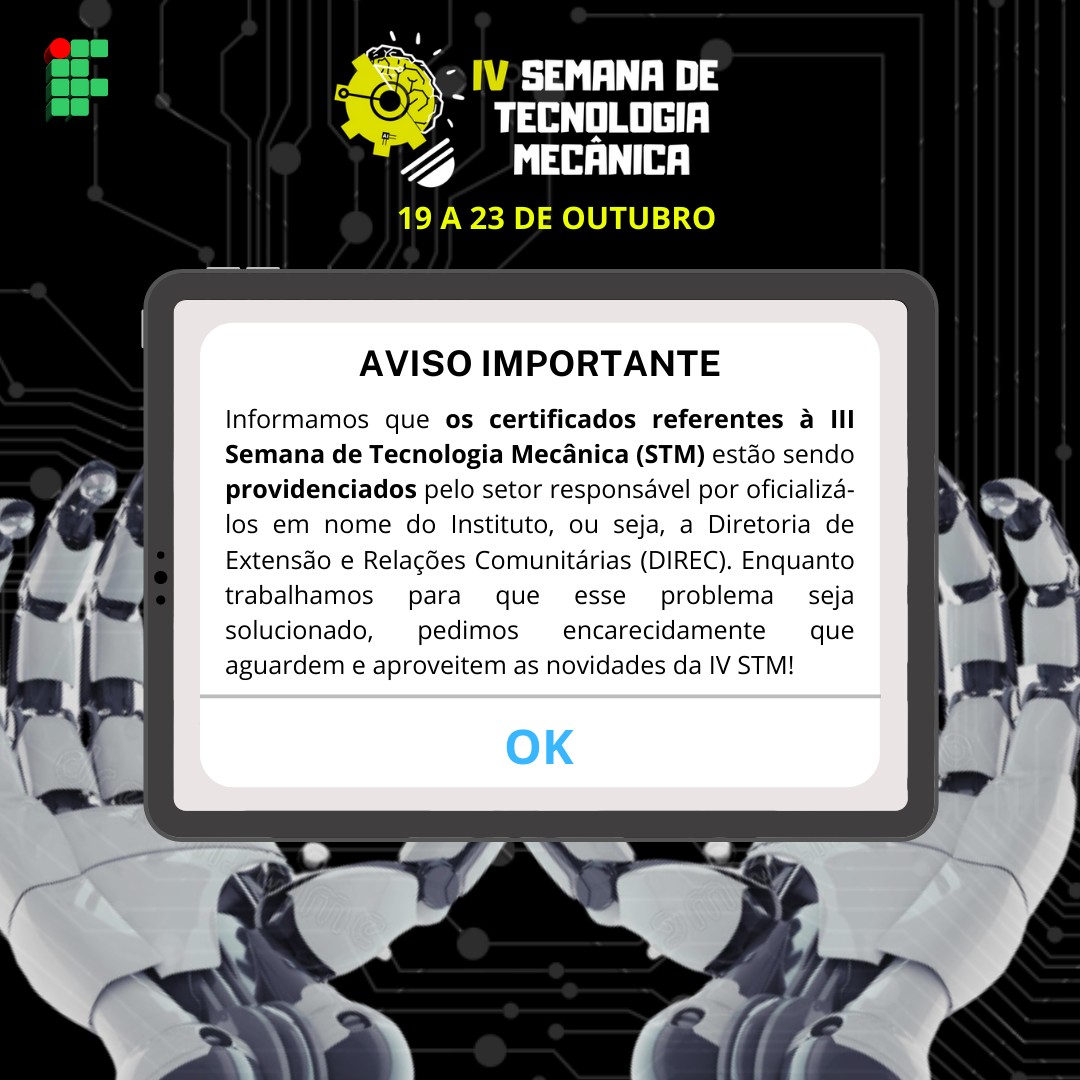 IV SEMANA DE
TECNOLOGIA
MECÂNICA
19 A 23 DE OUTUBRO
AVISO IMPORTANTE
Informamos que os certificados referentes à III
Semana de Tecnologia Mecânica (STM) estão sendo
providenciados pelo setor responsável por oficializá-
los em nome do Instituto, ou seja, a Diretoria de
Extensão e Relações Comunitárias (DIREC). Enquanto
trabalhamos para que esse problema seja
solucionado, pedimos encarecidamente que
aguardem e aproveitem as novidades da IV STM!
OK